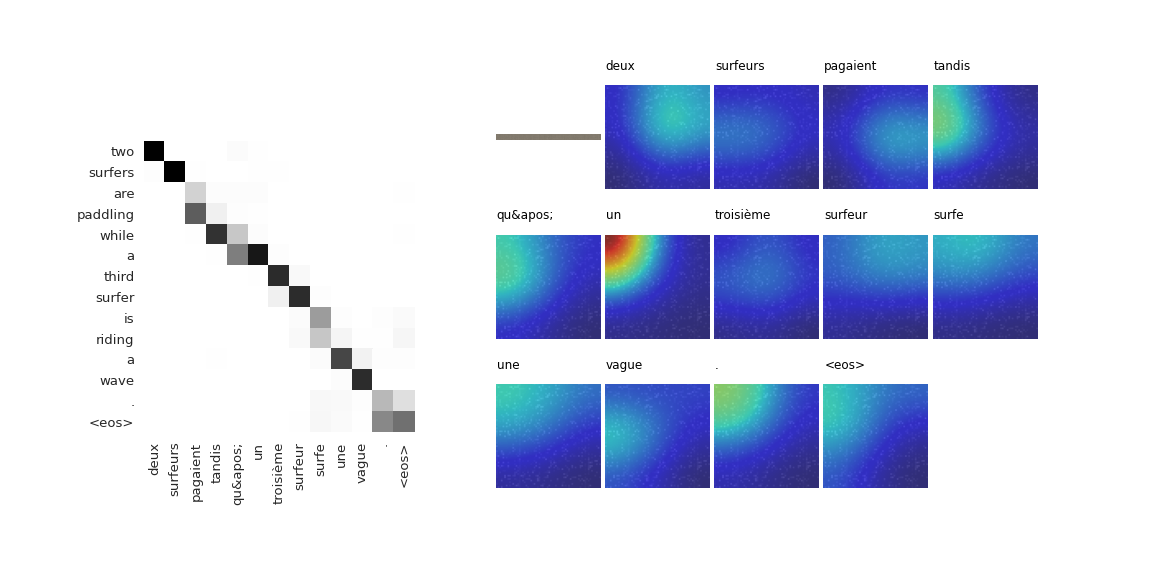 two
surfers
are
paddling
while
a
third
surfer
is
riding
a
wave
.
<eos>
deux
surfeurs
pagaient
tandis
qu&apos;
un
troisième
surfeur
surfe
une
vague
.
<eos>
deux surfeurs pagaient tandis
qu&apos; un troisième surfeur surfe
une vague . <eos>